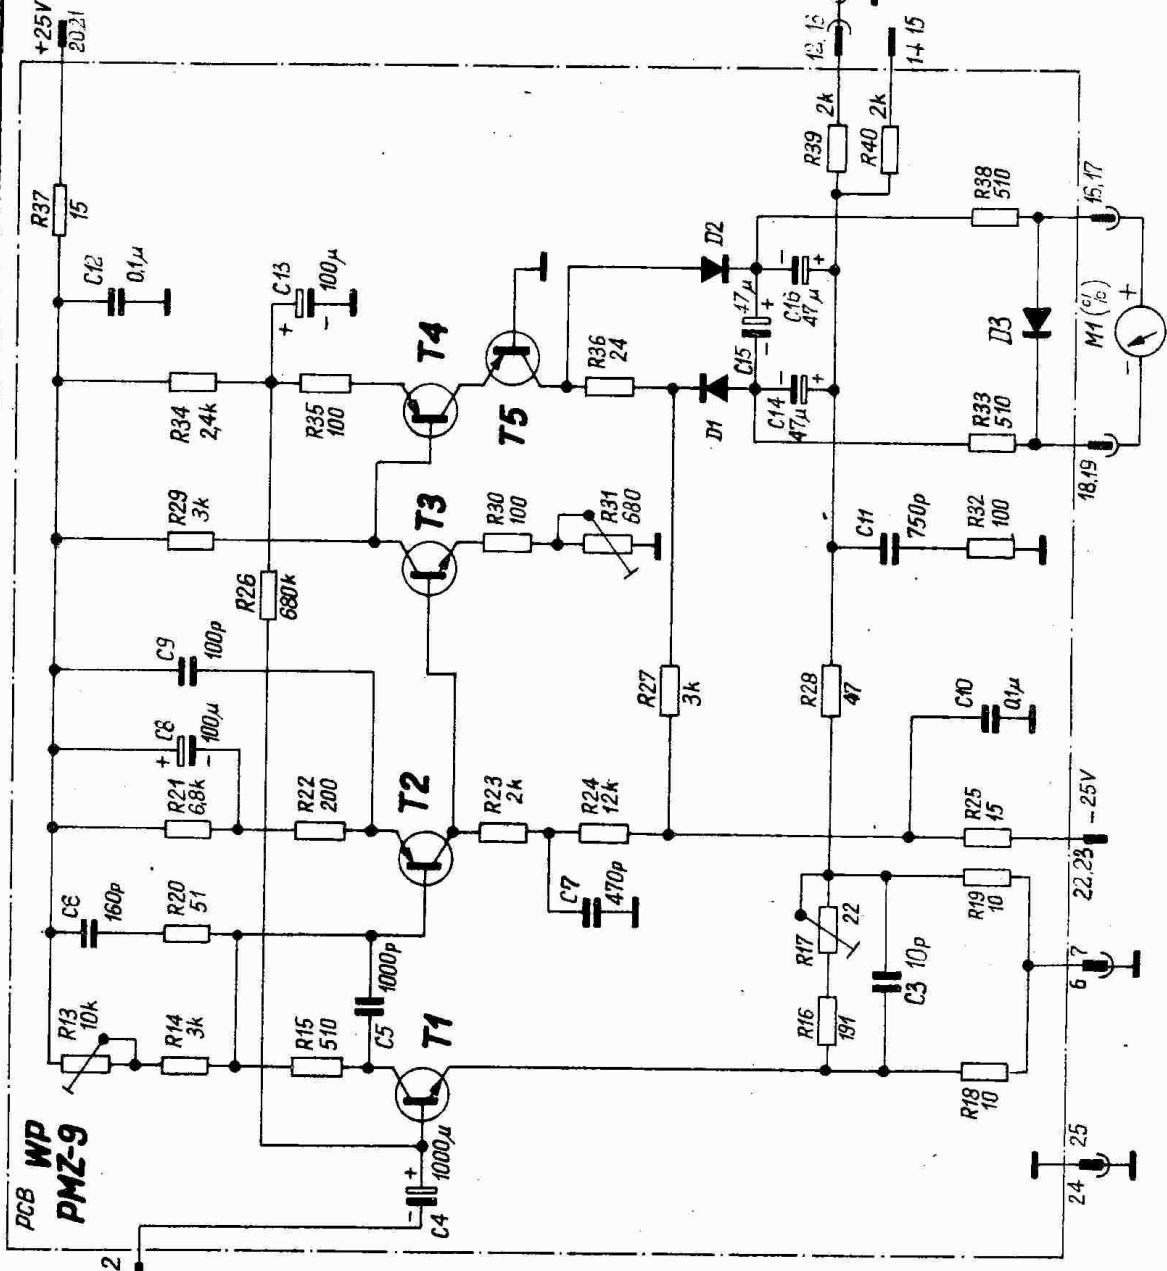 PCB WP
PMZ-9
+25V
20.21
R37
15
C12
0.1µ
C13
+
100µ
-
R34
2,4k
R35
100
T4
T5
R29
3k
R26
680k
C9
100p
C8
+
100µ
-
R21
6.8k
R22
200
C6
160p
R20
51
R13
10k
R14
3k
R15
510
C5
1000p
T1
T2
T3
R30
100
R31
680
R23
2k
R24
12k
C7
470p
R27
3k
R36
24
D2
D1
C15
47µ
+
-
C16
47µ
-
+
C14
47µ
-
+
12.13
14 15
R39
2k
R40
2k
R38
510
R33
510
D3
M1 (%)
+
-
16,17
18,19
C11
750p
R32
100
R28
47
C10
0,1µ
R25
15
-25V
22.23
R17
22
R16
191
C3
10p
R19
10
R18
10
6 7
24
25
C4
-
+
1000µ
2